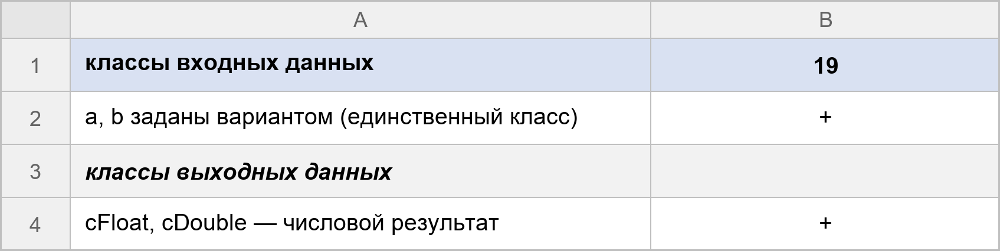 A B
1 классы входных данных 19
2 a, b заданы вариантом (единственный класс) +
3 классы выходных данных
4 cFloat, cDouble — числовой результат +